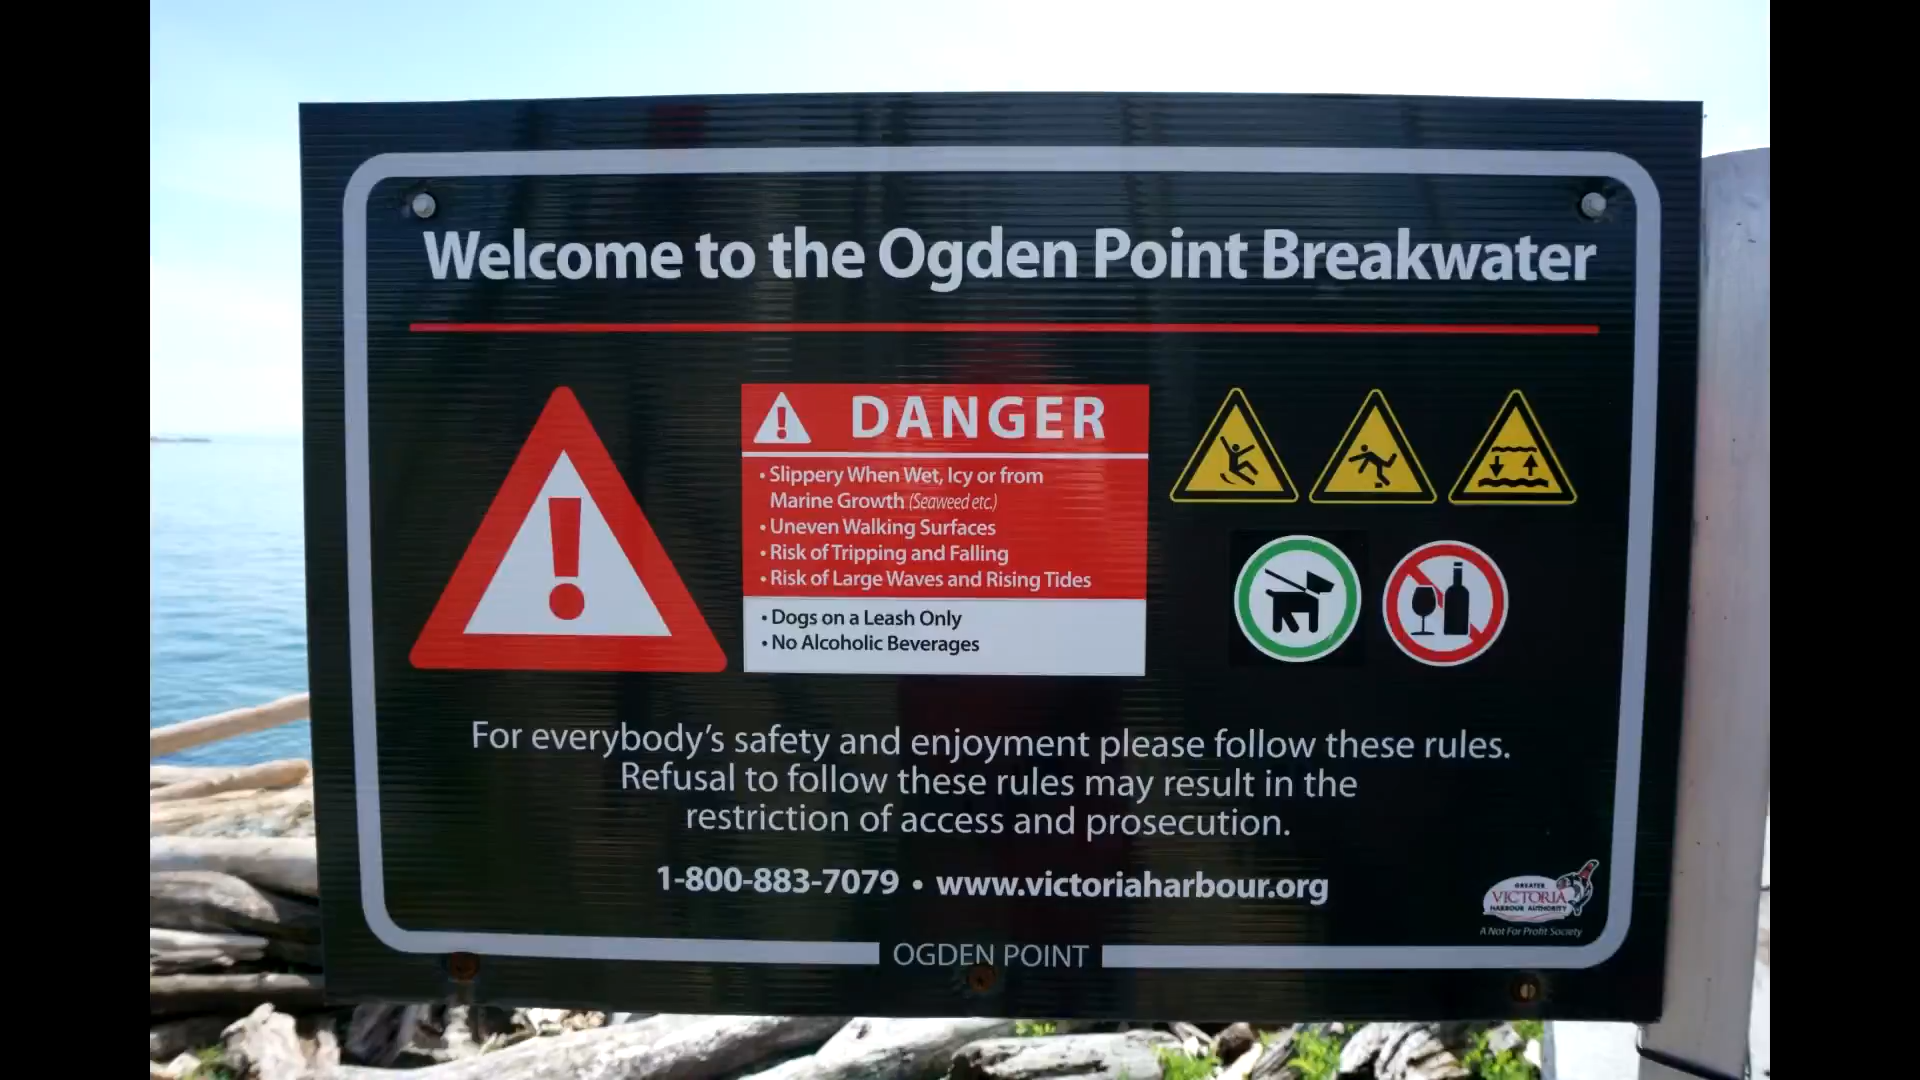 Welcome to the Ogden Point Breakwater
DANGER
• Slippery When Wet, Icy or from
Marine Growth (Seaweed etc.)
• Uneven Walking Surfaces
• Risk of Tripping and Falling
• Risk of Large Waves and Rising Tides
• Dogs on a Leash Only
• No Alcoholic Beverages
For everybody's safety and enjoyment please follow these rules.
Refusal to follow these rules may result in the
restriction of access and prosecution.
1-800-883-7079 • www.victoriaharbour.org
GREATER
VICTORIA
HARBOUR AUTHORITY
A Not For Profit Society
OGDEN POINT